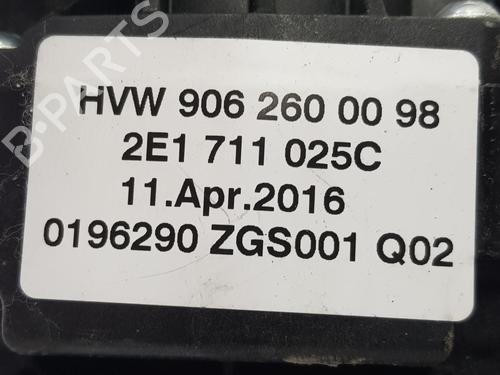 B-PARTS
HVW 906 260 00 98
2E1 711 025C
11.Apr.2016
0196290 ZGS001 Q02